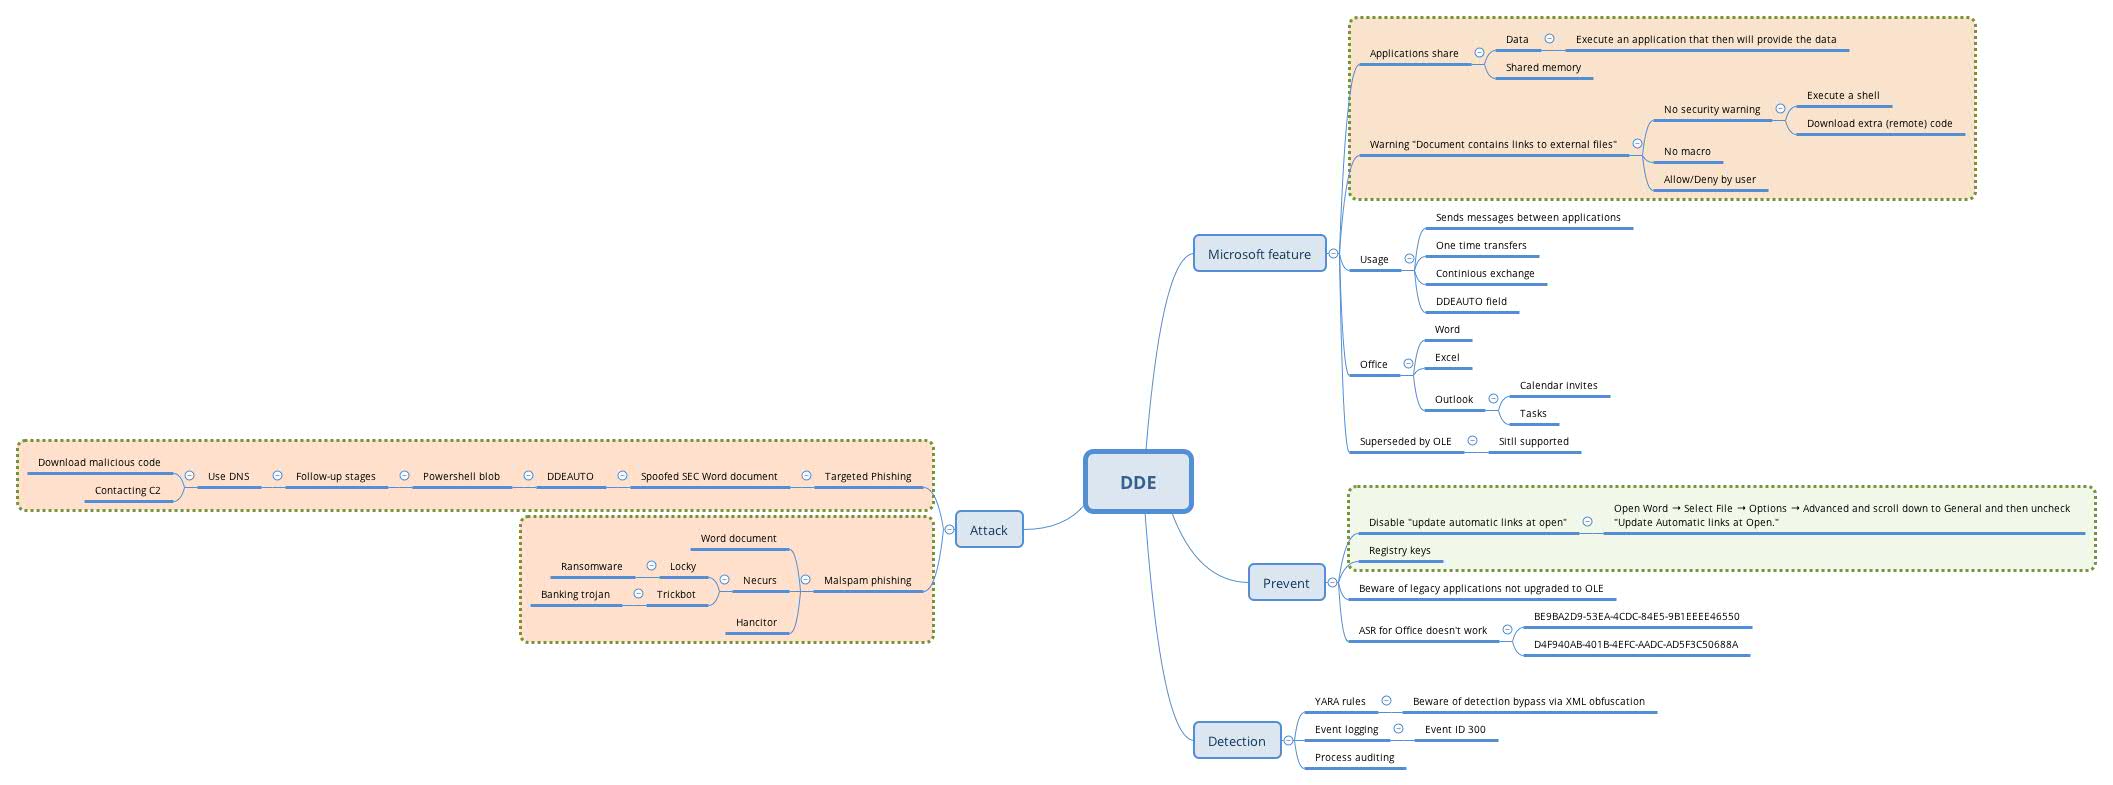 DDE
Microsoft feature
Applications share
Data
Execute an application that then will provide the data
Shared memory
Warning "Document contains links to external files"
No security warning
Execute a shell
Download extra (remote) code
No macro
Allow/Deny by user
Usage
Sends messages between applications
One time transfers
Continious exchange
DDEAUTO field
Office
Word
Excel
Outlook
Calendar invites
Tasks
Superseded by OLE
Sitll supported
Prevent
Disable "update automatic links at open"
Open Word → Select File → Options → Advanced and scroll down to General and then uncheck
"Update Automatic links at Open."
Registry keys
Beware of legacy applications not upgraded to OLE
ASR for Office doesn't work
BE9BA2D9-53EA-4CDC-84E5-9B1EEEE46550
D4F940AB-401B-4EFC-AADC-AD5F3C50688A
Detection
YARA rules
Beware of detection bypass via XML obfuscation
Event logging
Event ID 300
Process auditing
Attack
Targeted Phishing
Spoofed SEC Word document
DDEAUTO
Powershell blob
Follow-up stages
Use DNS
Download malicious code
Contacting C2
Malspam phishing
Word document
Necurs
Locky
Ransomware
Trickbot
Banking trojan
Hancitor